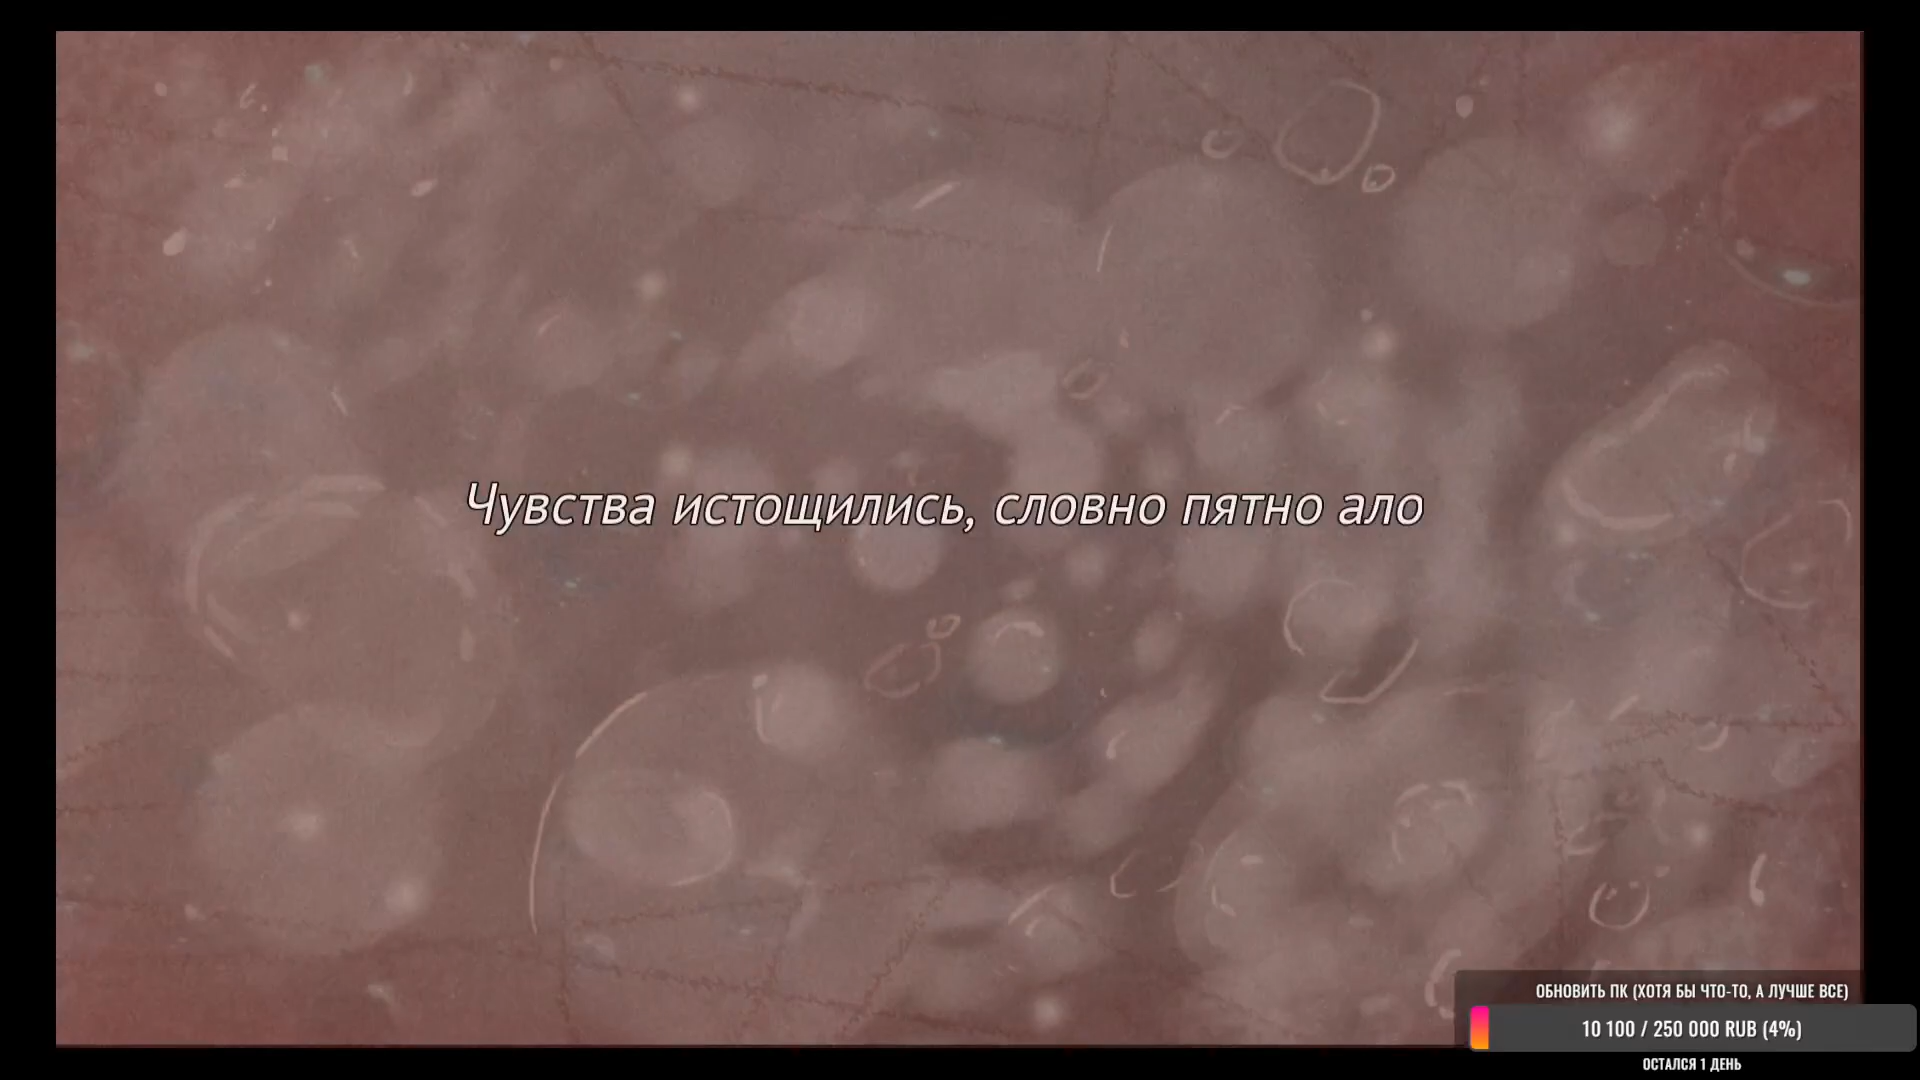 Чувства истощились, словно пятно ало
ОБНОВИТЬ ПК (ХОТЯ БЫ ЧТО-ТО, А ЛУЧШЕ ВСЕ)
10 100 / 250 000 RUB (4%)
ОСТАЛСЯ 1 ДЕНЬ